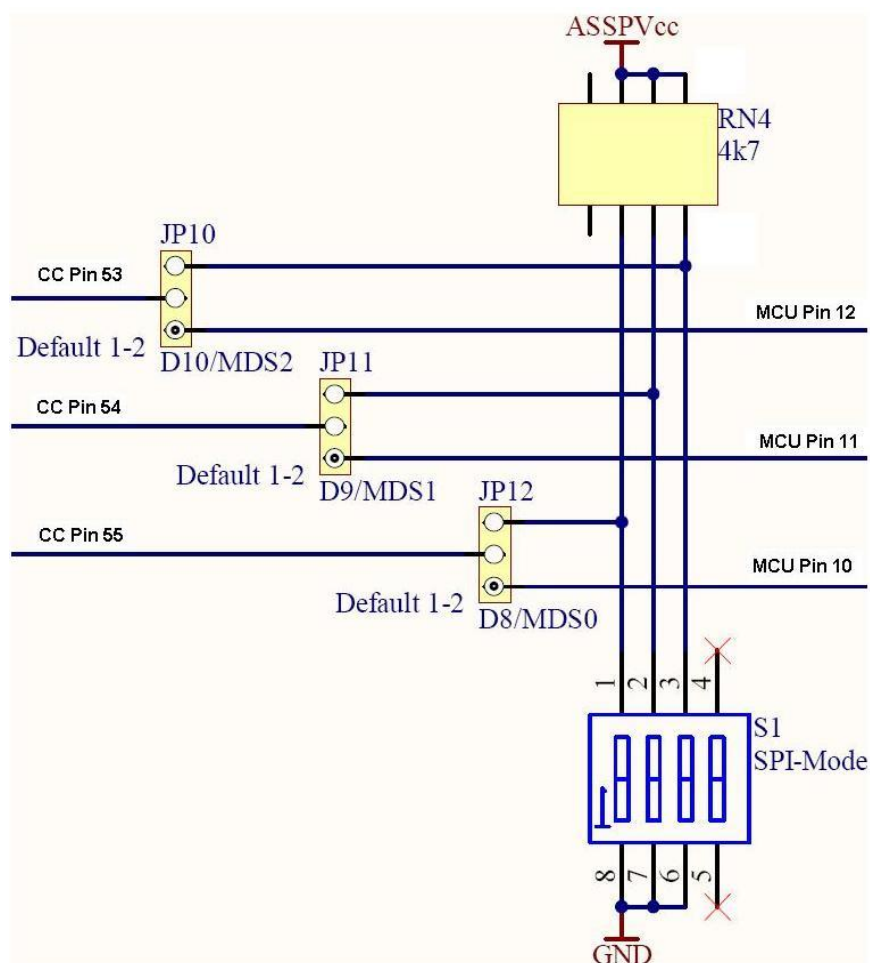 ASSPVcc
RN4
4k7
JP10
CC Pin 53
MCU Pin 12
Default 1-2
D10/MDS2
JP11
CC Pin 54
MCU Pin 11
Default 1-2
D9/MDS1
JP12
CC Pin 55
MCU Pin 10
Default 1-2
D8/MDS0
1 2 3 4
S1
SPI-Mode
1
8 7 6 5
GND